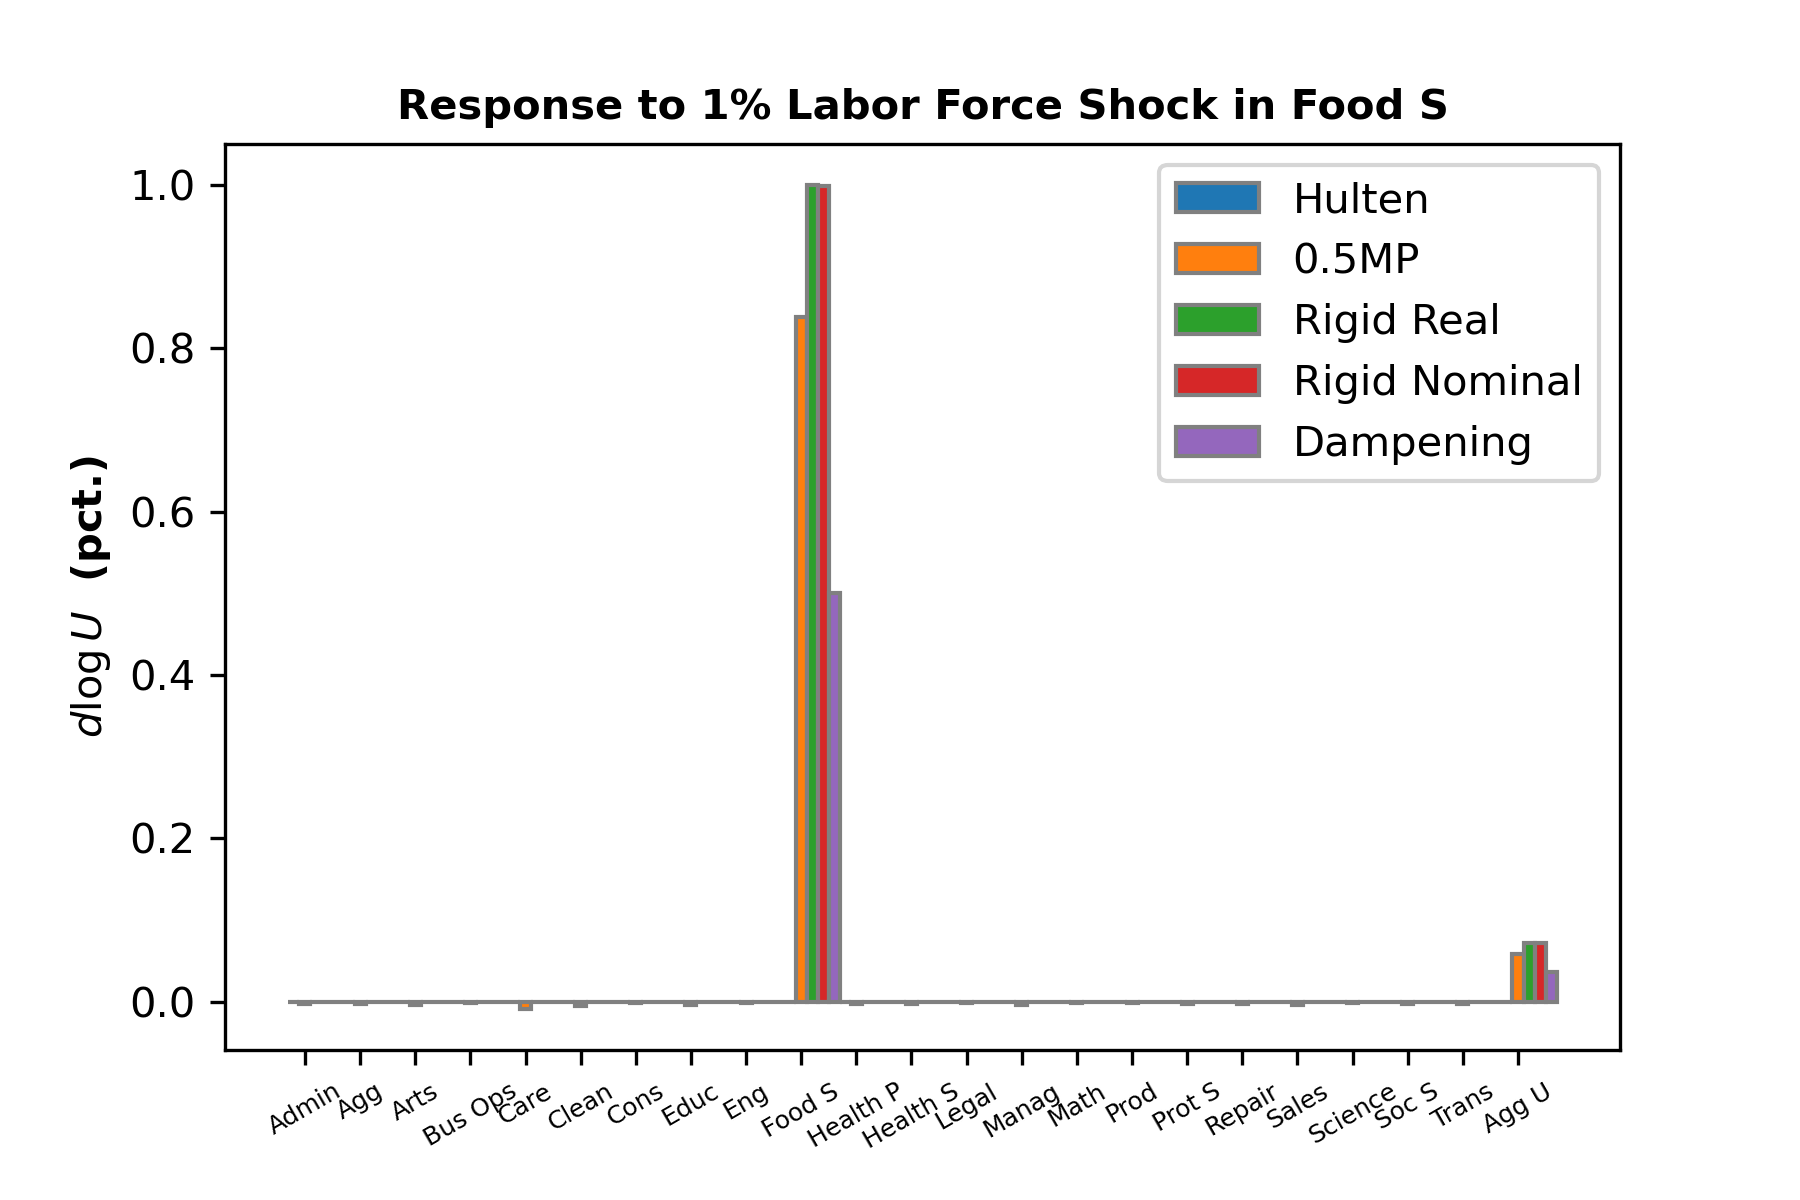 Response to 1% Labor Force Shock in Food S
1.0
0.8
0.6
0.4
0.2
0.0
dlog U (pct.)
Hulten
0.5MP
Rigid Real
Rigid Nominal
Dampening
Admin
Agg
Arts
Bus Ops
Care
Clean
Cons
Educ
Eng
Food S
Health P
Health S
Legal
Manag
Math
Prod
Prot S
Repair
Sales
Science
Soc S
Trans
Agg U